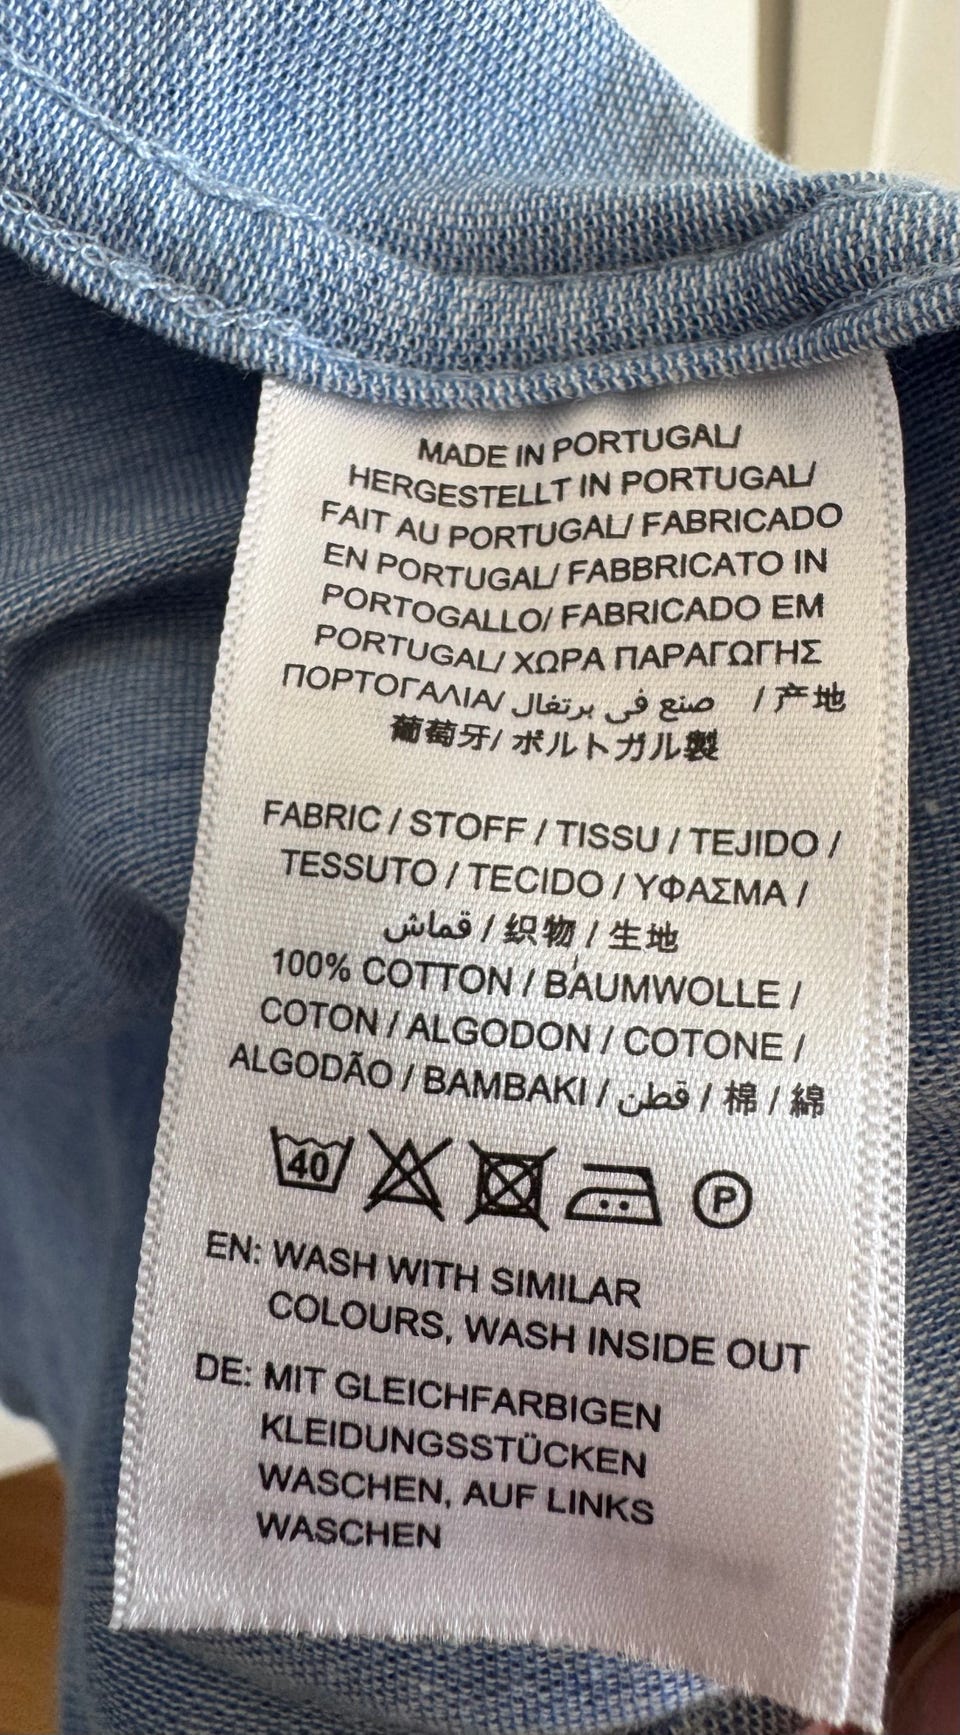 MADE IN PORTUGAL/
HERGESTELLT IN PORTUGAL/
FAIT AU PORTUGAL/ FABRICADO
EN PORTUGAL/ FABBRICATO IN
PORTOGALLO/ FABRICADO EM
PORTUGAL/ ΧΩΡΑ ΠΑΡΑΓΩΓΗΣ
ΠΟΡΤΟΓΑΛΙΑ/ صنع في برتغال / 产地
葡萄牙/ ポルトガル製
FABRIC / STOFF / TISSU / TEJIDO /
TESSUTO / TECIDO / ΥΦΑΣΜΑ /
قماش / 织物 / 生地
100% COTTON / BAUMWOLLE /
COTON / ALGODON / COTONE /
ALGODÃO / BAMBAKI / قطن / 棉 / 綿
40 P
EN: WASH WITH SIMILAR
COLOURS, WASH INSIDE OUT
DE: MIT GLEICHFARBIGEN
KLEIDUNGSSTÜCKEN
WASCHEN, AUF LINKS
WASCHEN